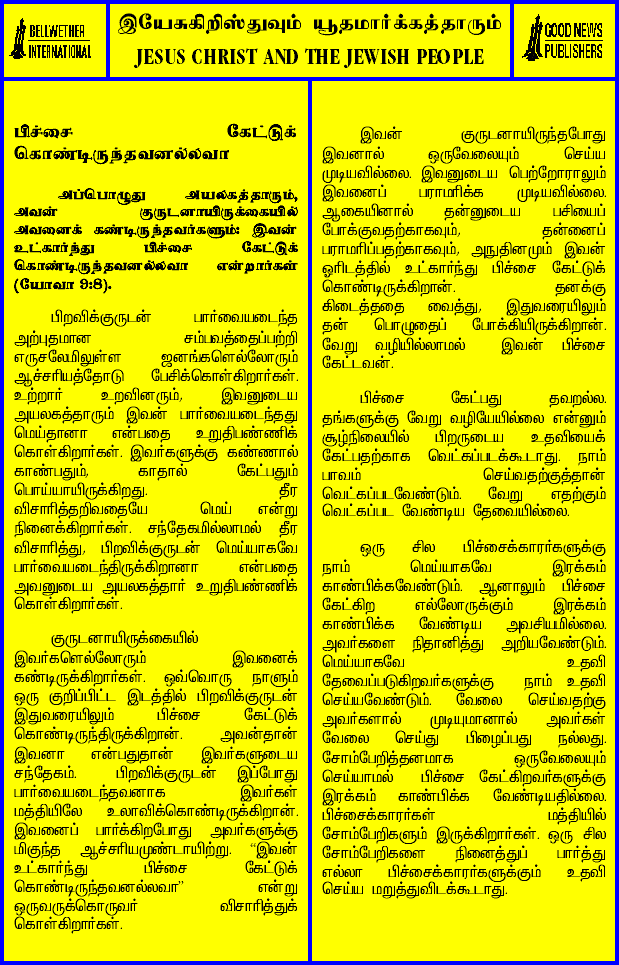 BELLWETHER
INTERNATIONAL
இயேசுகிறிஸ்துவும் யூதமார்க்கத்தாரும்
JESUS CHRIST AND THE JEWISH PEOPLE
GOOD NEWS
PUBLISHERS
பிச்சை கேட்டுக்
கொண்டிருந்தவனல்லவா
அப்பொழுது அயலகத்தாரும்,
அவன் குருடனாயிருக்கையில்
அவனைக் கண்டிருந்தவர்களும்: இவன்
உட்கார்ந்து பிச்சை கேட்டுக்
கொண்டிருந்தவனல்லவா என்றார்கள்
(யோவா 9:8).
பிறவிக்குருடன் பார்வையடைந்த
அற்புதமான சம்பவத்தைப்பற்றி
எருசலேமிலுள்ள ஜனங்களெல்லோரும்
ஆச்சரியத்தோடு பேசிக்கொள்கிறார்கள்.
உற்றார் உறவினரும், இவனுடைய
அயலகத்தாரும் இவன் பார்வையடைந்தது
மெய்தானா என்பதை உறுதிபண்ணிக்
கொள்கிறார்கள். இவர்களுக்கு கண்ணால்
காண்பதும், காதால் கேட்பதும்
பொய்யாயிருக்கிறது. தீர
விசாரித்தறிவதையே மெய் என்று
நினைக்கிறார்கள். சந்தேகமில்லாமல் தீர
விசாரித்து, பிறவிக்குருடன் மெய்யாகவே
பார்வையடைந்திருக்கிறானா என்பதை
அவனுடைய அயலகத்தார் உறுதிபண்ணிக்
கொள்கிறார்கள்.
குருடனாயிருக்கையில்
இவர்களெல்லோரும் இவனைக்
கண்டிருக்கிறார்கள். ஒவ்வொரு நாளும்
ஒரு குறிப்பிட்ட இடத்தில் பிறவிக்குருடன்
இதுவரையிலும் பிச்சை கேட்டுக்
கொண்டிருந்திருக்கிறான். அவன்தான்
இவனா என்பதுதான் இவர்களுடைய
சந்தேகம். பிறவிக்குருடன் இப்போது
பார்வையடைந்தவனாக இவர்கள்
மத்தியிலே உலாவிக்கொண்டிருக்கிறான்.
இவனைப் பார்க்கிறபோது அவர்களுக்கு
மிகுந்த ஆச்சரியமுண்டாயிற்று. “இவன்
உட்கார்ந்து பிச்சை கேட்டுக்
கொண்டிருந்தவனல்லவா” என்று
ஒருவருக்கொருவர் விசாரித்துக்
கொள்கிறார்கள்.
இவன் குருடனாயிருந்தபோது
இவனால் ஒருவேலையும் செய்ய
முடியவில்லை. இவனுடைய பெற்றோராலும்
இவனைப் பராமரிக்க முடியவில்லை.
ஆகையினால் தன்னுடைய பசியைப்
போக்குவதற்காகவும், தன்னைப்
பராமரிப்பதற்காகவும், அநுதினமும் இவன்
ஓரிடத்தில் உட்கார்ந்து பிச்சை கேட்டுக்
கொண்டிருக்கிறான். தனக்கு
கிடைத்ததை வைத்து, இதுவரையிலும்
தன் பொழுதைப் போக்கியிருக்கிறான்.
வேறு வழியில்லாமல் இவன் பிச்சை
கேட்டவன்.
பிச்சை கேட்பது தவறல்ல.
தங்களுக்கு வேறு வழியேயில்லை என்னும்
சூழ்நிலையில் பிறருடைய உதவியைக்
கேட்பதற்காக வெட்கப்படக்கூடாது. நாம்
பாவம் செய்வதற்குத்தான்
வெட்கப்படவேண்டும். வேறு எதற்கும்
வெட்கப்பட வேண்டிய தேவையில்லை.
ஒரு சில பிச்சைக்காரர்களுக்கு
நாம் மெய்யாகவே இரக்கம்
காண்பிக்கவேண்டும். ஆனாலும் பிச்சை
கேட்கிற எல்லோருக்கும் இரக்கம்
காண்பிக்க வேண்டிய அவசியமில்லை.
அவர்களை நிதானித்து அறியவேண்டும்.
மெய்யாகவே உதவி
தேவைப்படுகிறவர்களுக்கு நாம் உதவி
செய்யவேண்டும். வேலை செய்வதற்கு
அவர்களால் முடியுமானால் அவர்கள்
வேலை செய்து பிழைப்பது நல்லது.
சோம்பேறித்தனமாக ஒருவேலையும்
செய்யாமல் பிச்சை கேட்கிறவர்களுக்கு
இரக்கம் காண்பிக்க வேண்டியதில்லை.
பிச்சைக்காரர்கள் மத்தியில்
சோம்பேறிகளும் இருக்கிறார்கள். ஒரு சில
சோம்பேறிகளை நினைத்துப் பார்த்து
எல்லா பிச்சைக்காரர்களுக்கும் உதவி
செய்ய மறுத்துவிடக்கூடாது.